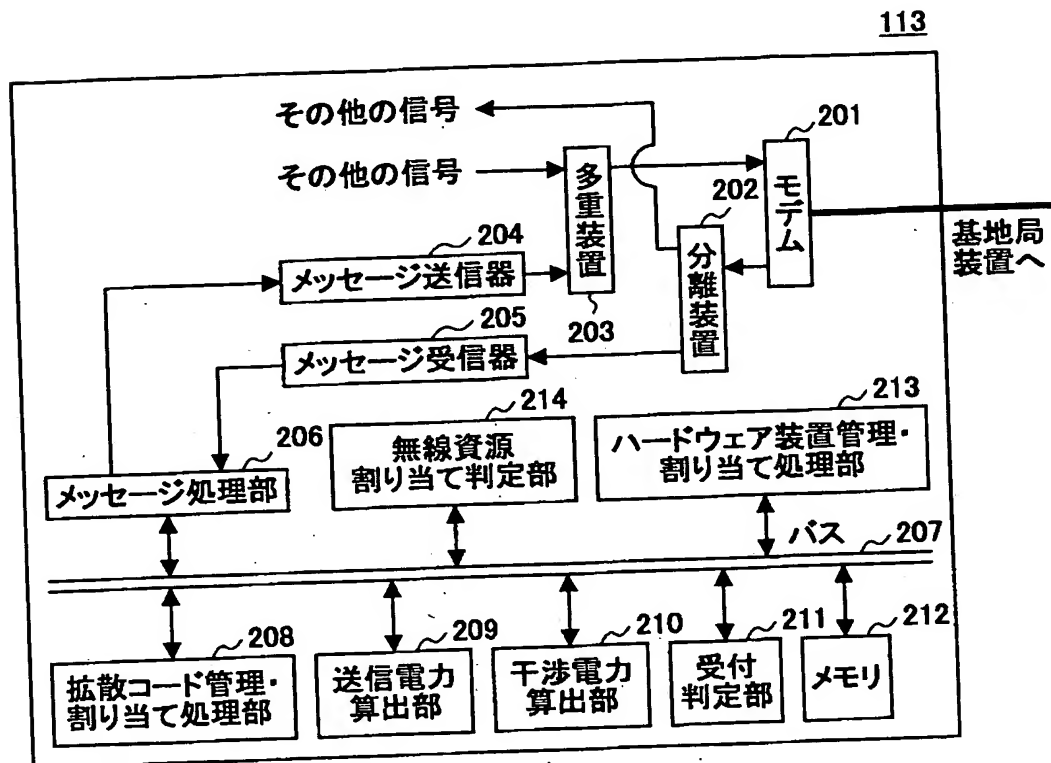 113
その他の信号
201
その他の信号
多重装置
202
モデム
204
分離装置
基地局
装置へ
メッセージ送信器
205
203
メッセージ受信器
214
213
206
無線資源
割り当て判定部
ハードウェア装置管理・
割り当て処理部
メッセージ処理部
バス
207
208
209
210
211
212
拡散コード管理・
割り当て処理部
送信電力
算出部
干渉電力
算出部
受付
判定部
メモリ